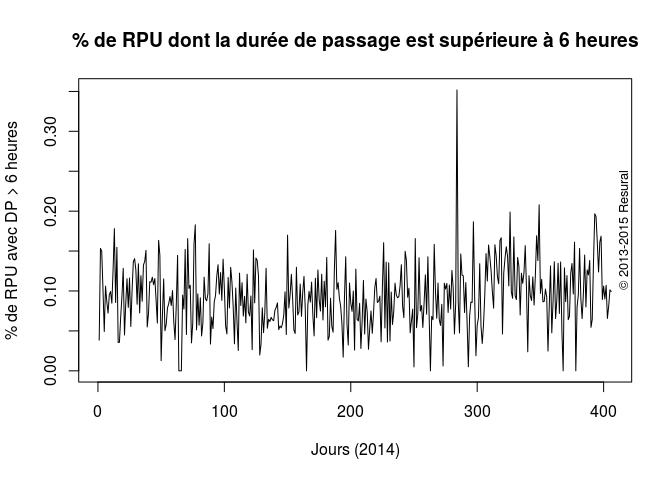 % de RPU dont la durée de passage est supérieure à 6 heures
% de RPU avec DP > 6 heures
0.30
0.20
0.10
0.00
© 2013-2015 Resural
0 100 200 300 400
Jours (2014)